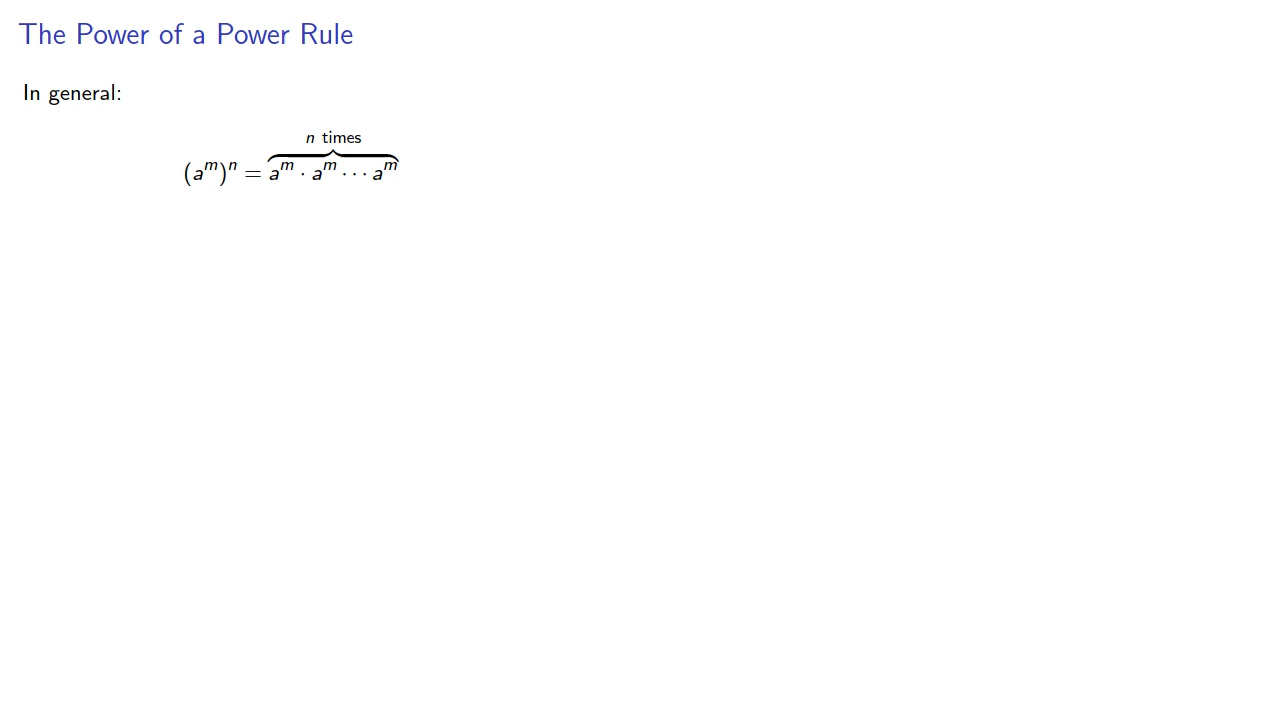 The Power of a Power Rule
In general:
n times
(a^m)^n = a^m · a^m · · · a^m